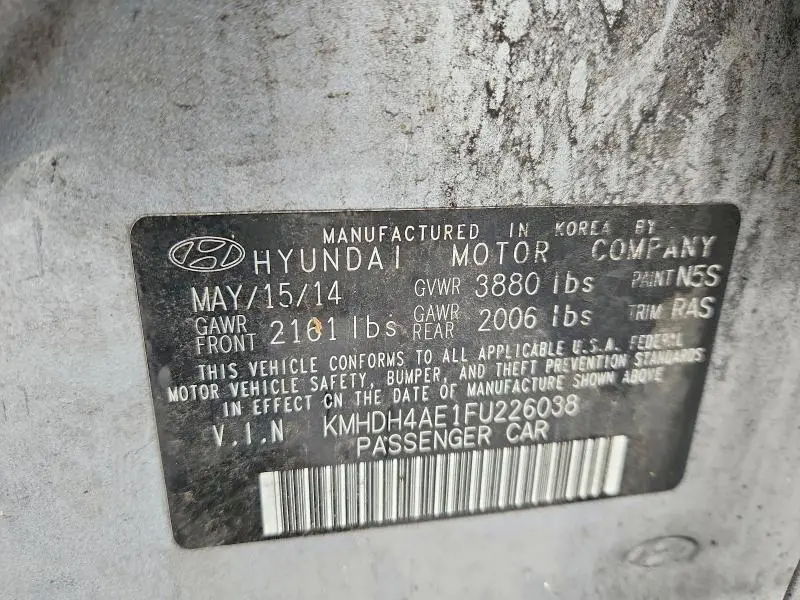 MANUFACTURED IN KOREA BY
HYUNDAI MOTOR COMPANY
MAY/15/14 GVWR 3880 lbs PAINT N5S
GAWR FRONT 2161 lbs GAWR REAR 2006 lbs TRIM RAS
THIS VEHICLE CONFORMS TO ALL APPLICABLE U.S.A. FEDERAL
MOTOR VEHICLE SAFETY, BUMPER, AND THEFT PREVENTION STANDARDS
IN EFFECT ON THE DATE OF MANUFACTURE SHOWN ABOVE
V.I.N KMHDH4AE1FU226038
PASSENGER CAR